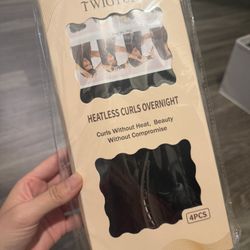 HEATLESS CURLS OVERNIGHT
Curls Without Heat, Beauty
Without Compromise
4PCS